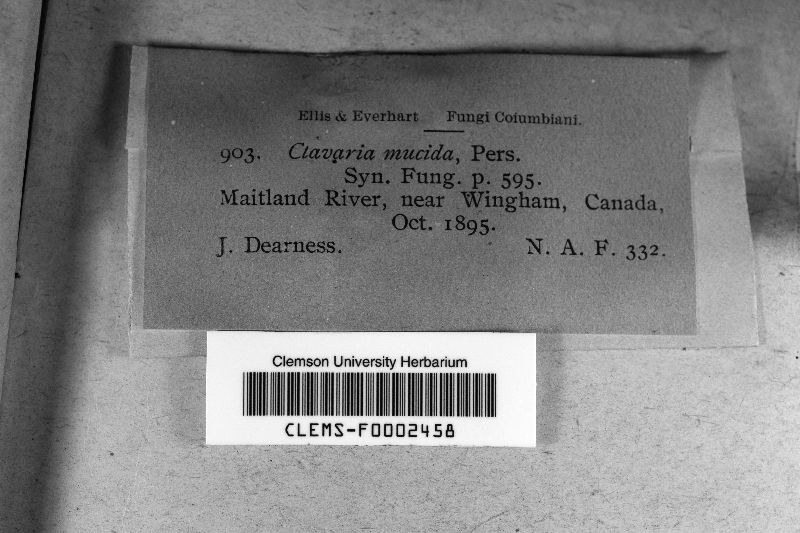 Ellis & Everhart — Fungi Columbiani.
903. Clavaria mucida, Pers.
Syn. Fung. p. 595.
Maitland River, near Wingham, Canada,
Oct. 1895.
J. Dearness. N. A. F. 332.
Clemson University Herbarium
CLEMS-F0002458